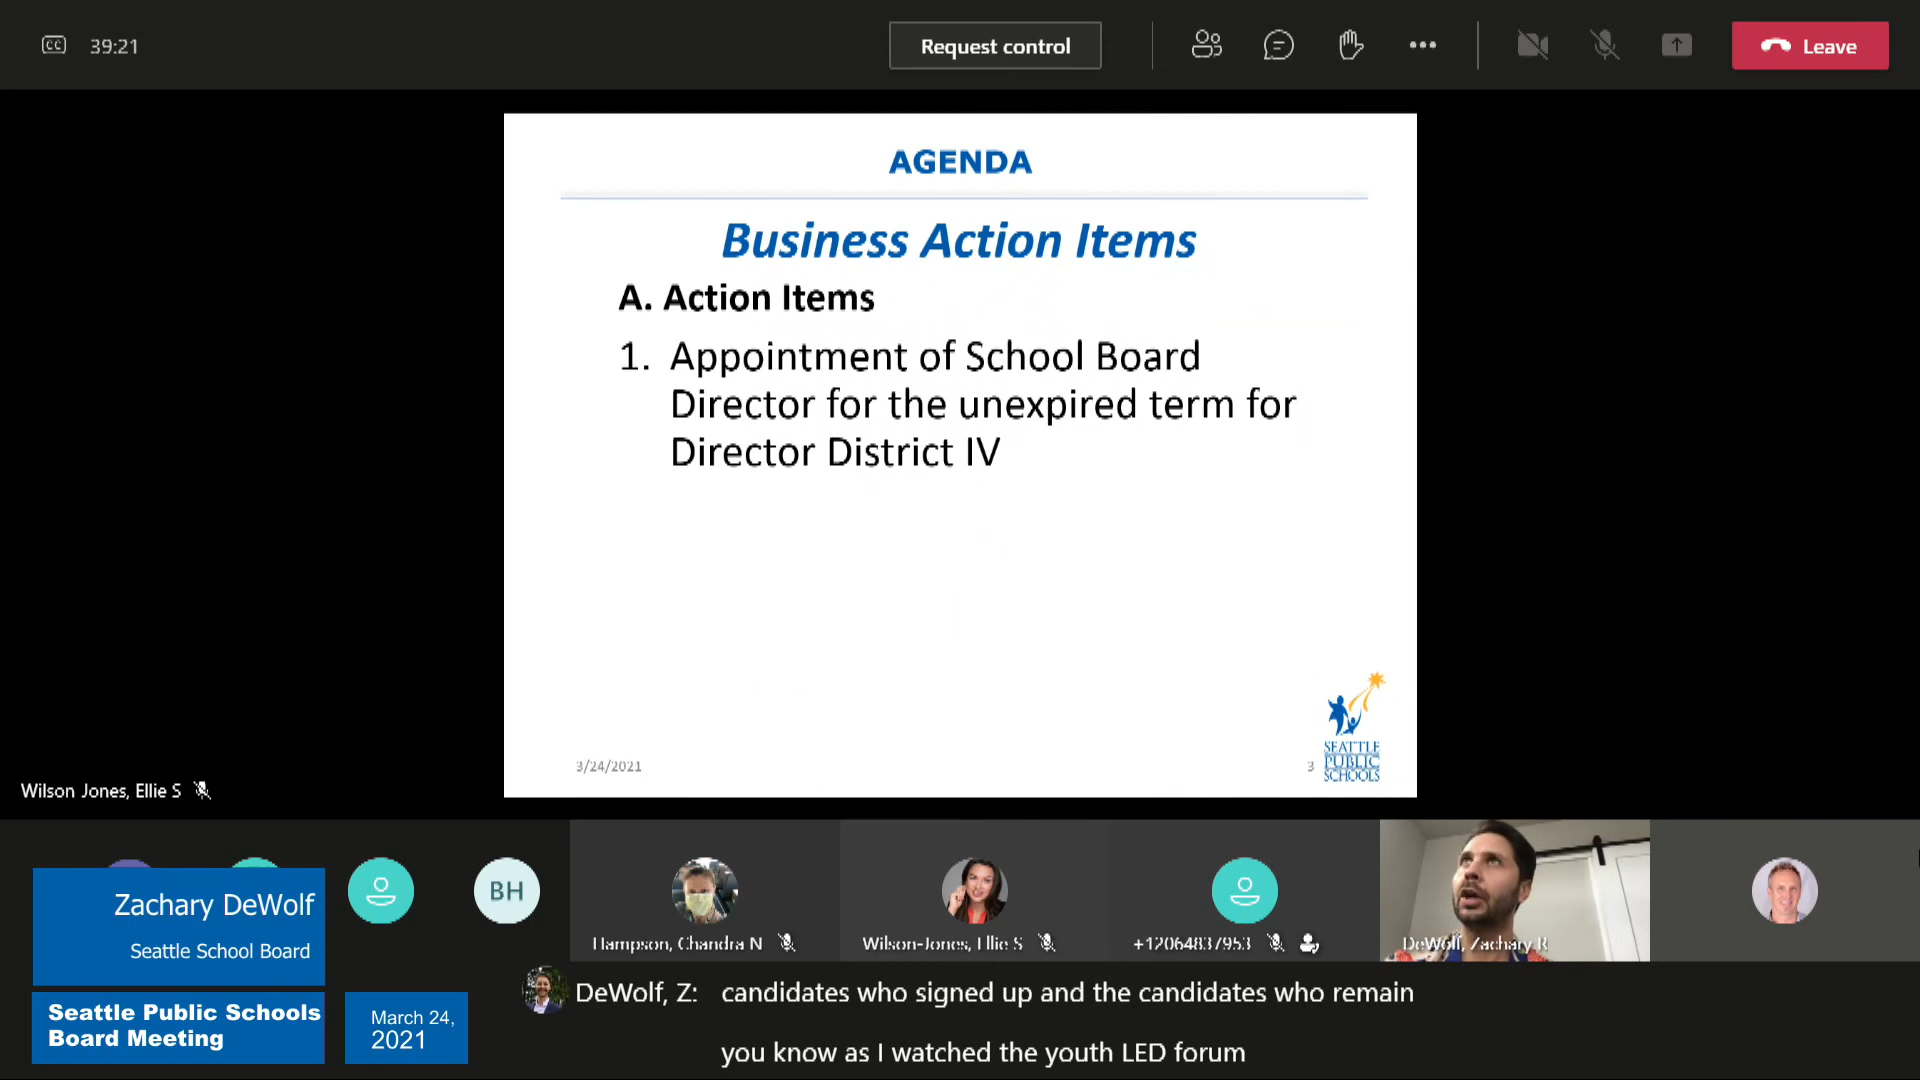 39:21
Request control
Leave
AGENDA
Business Action Items
A. Action Items
1. Appointment of School Board
Director for the unexpired term for
Director District IV
3/24/2021
3
SEATTLE
PUBLIC
SCHOOLS
Wilson Jones, Ellie S
BH
Hampson, Chandra N
Wilson-Jones, Ellie S
+12064837953
DeWolf, Zachary R
Zachary DeWolf
Seattle School Board
Seattle Public Schools
Board Meeting
March 24,
2021
DeWolf, Z: candidates who signed up and the candidates who remain
you know as I watched the youth LED forum